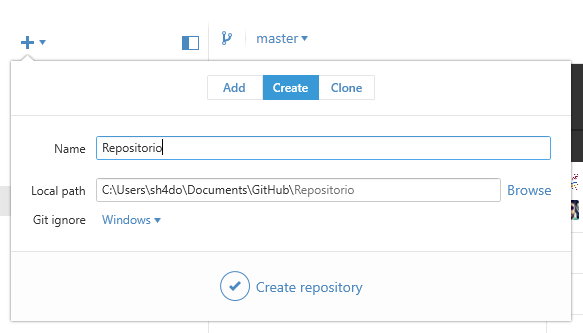 master
Add Create Clone
Name Repositorio
Local path C:\Users\sh4do\Documents\GitHub\Repositorio Browse
Git ignore Windows
Create repository